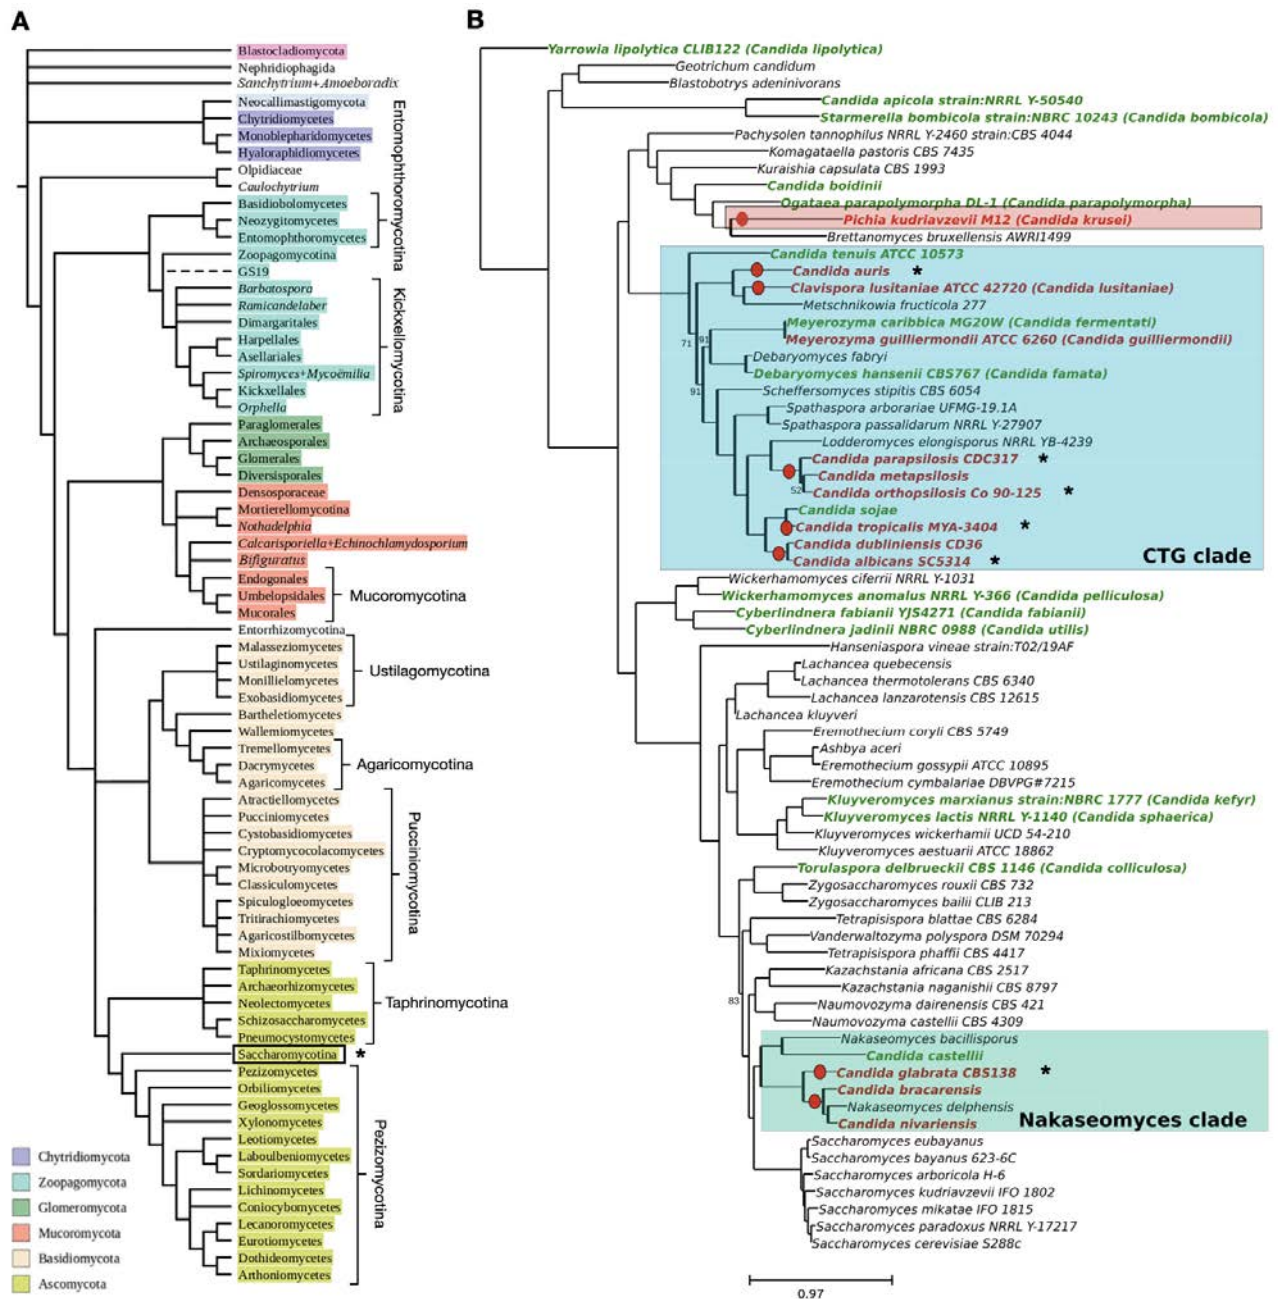 A
Blastocladiomycota
Nephridiophagida
Sanchytrium+Amoeboradix
Neocallimastigomycota
Chytridiomycetes
Monoblepharidomycetes
Hyaloraphidiomycetes
Olpidiaceae
Caulochytrium
Basidiobolomycetes
Neozygitomycetes
Entomophthoromycetes
Entomophthoromycotina
Zoopagomycotina
GS19
Barbatospora
Ramicandelaber
Dimargaritales
Harpellales
Asellariales
Spiromyces+Mycoëmilia
Kickxellales
Orphella
Kickxellomycotina
Paraglomerales
Archaeosporales
Glomerales
Diversisporales
Densosporaceae
Mortierellomycotina
Nothadelphia
Calcarisporiella+Echinochlamydosporium
Bifiguratus
Endogonales
Umbelopsidales
Mucorales
Mucoromycotina
Entorrhizomycotina
Malasseziomycetes
Ustilaginomycetes
Monilielomycetes
Exobasidiomycetes
Ustilagomycotina
Bartheletiomycetes
Wallemiomycetes
Tremellomycetes
Dacrymycetes
Agaricomycetes
Agaricomycotina
Atractiellomycetes
Pucciniomycetes
Cystobasidiomycetes
Cryptomycocolacomycetes
Microbotryomycetes
Classiculomycetes
Spiculogloeomycetes
Tritirachiomycetes
Agaricostilbomycetes
Mixiomycetes
Pucciniomycotina
Taphrinomycetes
Archaeorhizomycetes
Neolectomycetes
Schizosaccharomycetes
Pneumocystomycetes
Taphrinomycotina
Saccharomycotina *
Pezizomycetes
Orbiliomycetes
Geoglossomycetes
Xylonomycetes
Leotiomycetes
Laboulbeniomycetes
Sordariomycetes
Lichinomycetes
Coniocybomycetes
Lecanoromycetes
Eurotiomycetes
Dothideomycetes
Arthoniomycetes
Pezizomycotina
Chytridiomycota
Zoopagomycota
Glomeromycota
Mucoromycota
Basidiomycota
Ascomycota
B
Yarrowia lipolytica CLIB122 (Candida lipolytica)
Geotrichum candidum
Blastobotrys adeninivorans
Candida apicola strain:NRRL Y-50540
Starmerella bombicola strain:NBRC 10243 (Candida bombicola)
Pachysolen tannophilus NRRL Y-2460 strain:CBS 4044
Komagataella pastoris CBS 7435
Kuraishia capsulata CBS 1993
Candida boidinii
Ogataea parapolymorpha DL-1 (Candida parapolymorpha)
Pichia kudriavzevii M12 (Candida krusei)
Brettanomyces bruxellensis AWRI1499
Candida tenuis ATCC 10573
Candida auris *
Clavispora lusitaniae ATCC 42720 (Candida lusitaniae)
Metschnikowia fructicola 277
Meyerozyma caribbica MG20W (Candida fermentati)
71 91 Meyerozyma guilliermondii ATCC 6260 (Candida guilliermondii)
Debaryomyces fabryi
Debaryomyces hansenii CBS767 (Candida famata)
91 Scheffersomyces stipitis CBS 6054
Spathaspora arborariae UFMG-19.1A
Spathaspora passalidarum NRRL Y-27907
Lodderomyces elongisporus NRRL YB-4239
Candida parapsilosis CDC317 *
Candida metapsilosis
52 Candida orthopsilosis Co 90-125 *
Candida sojae
Candida tropicalis MYA-3404 *
Candida dubliniensis CD36
Candida albicans SC5314 *
CTG clade
Wickerhamomyces ciferrii NRRL Y-1031
Wickerhamomyces anomalus NRRL Y-366 (Candida pelliculosa)
Cyberlindnera fabianii YJS4271 (Candida fabianii)
Cyberlindnera jadinii NBRC 0988 (Candida utilis)
Hanseniaspora vineae strain:T02/19AF
Lachancea quebecensis
Lachancea thermotolerans CBS 6340
Lachancea lanzarotensis CBS 12615
Lachancea kluyveri
Eremothecium coryli CBS 5749
Ashbya aceri
Eremothecium gossypii ATCC 10895
Eremothecium cymbalariae DBVPG#7215
Kluyveromyces marxianus strain:NBRC 1777 (Candida kefyr)
Kluyveromyces lactis NRRL Y-1140 (Candida sphaerica)
Kluyveromyces wickerhamii UCD 54-210
Kluyveromyces aestuarii ATCC 18862
Torulaspora delbrueckii CBS 1146 (Candida colliculosa)
Zygosaccharomyces rouxii CBS 732
Zygosaccharomyces bailii CLIB 213
Tetrapisispora blattae CBS 6284
Vanderwaltozyma polyspora DSM 70294
Tetrapisispora phaffii CBS 4417
Kazachstania africana CBS 2517
Kazachstania naganishii CBS 8797
83
Naumovozyma dairenensis CBS 421
Naumovozyma castellii CBS 4309
Nakaseomyces bacillisporus
Candida castellii
Candida glabrata CBS138 *
Candida bracarensis
Nakaseomyces delphensis
Candida nivariensis
Nakaseomyces clade
Saccharomyces eubayanus
Saccharomyces bayanus 623-6C
Saccharomyces arboricola H-6
Saccharomyces kudriavzevii IFO 1802
Saccharomyces mikatae IFO 1815
Saccharomyces paradoxus NRRL Y-17217
Saccharomyces cerevisiae S288c
0.97